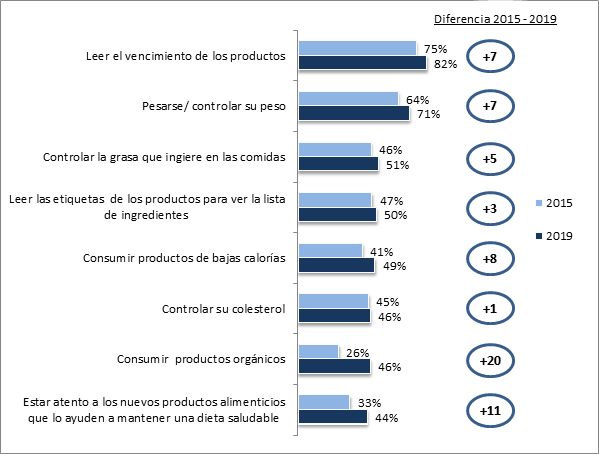 Diferencia 2015 - 2019
Leer el vencimiento de los productos
75%
82%
+7
Pesarse/ controlar su peso
64%
71%
+7
Controlar la grasa que ingiere en las comidas
46%
51%
+5
Leer las etiquetas de los productos para ver la lista
de ingredientes
47%
50%
+3
2015
2019
Consumir productos de bajas calorías
41%
49%
+8
Controlar su colesterol
45%
46%
+1
Consumir productos orgánicos
26%
46%
+20
Estar atento a los nuevos productos alimenticios
que lo ayuden a mantener una dieta saludable
33%
44%
+11